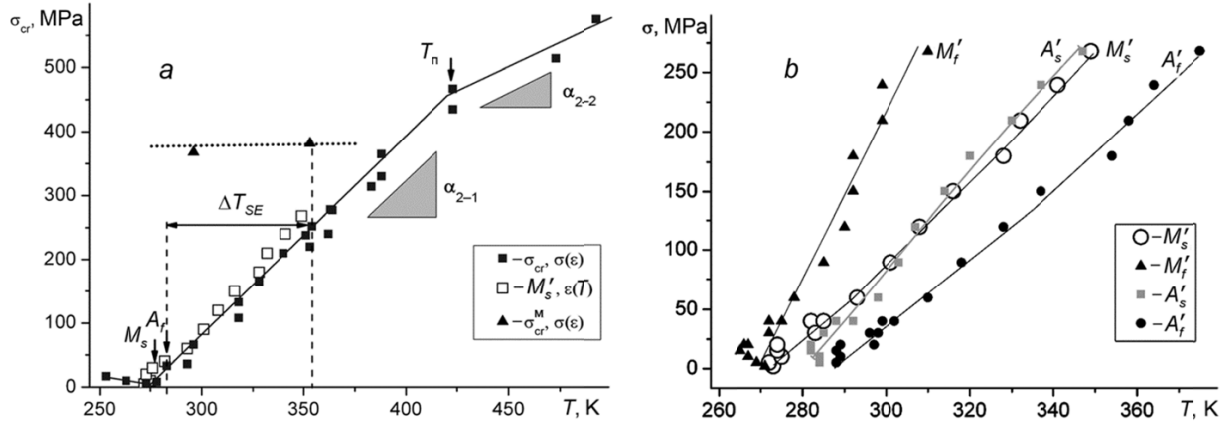 σcr, MPa
a
500
400
300
200
100
0
250
300
350
400
450
T, K
Tп
α2–2
α2–1
ΔTSE
Ms
Af
–σcr, σ(ε)
–M′s, ε(T)
–σcrᴹ, σ(ε)
σ, MPa
b
250
200
150
100
50
0
260
280
300
320
340
360
T, K
M′f
A′s
M′s
A′f
–M′s
–M′f
–A′s
–A′f